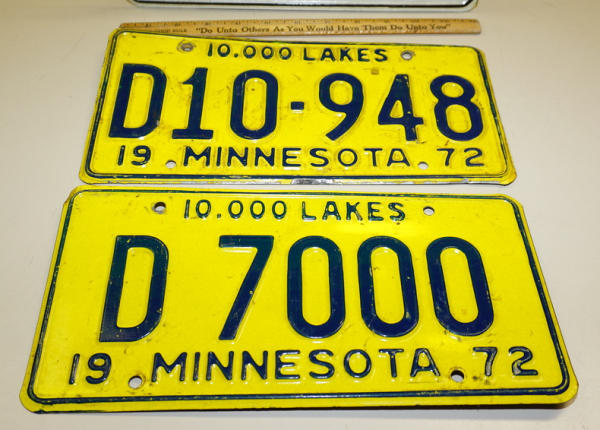 "Do Unto Others As You Would Have Them Do Unto You"
10.000 LAKES
D10-948
19 MINNESOTA 72
10.000 LAKES
D 7000
19 MINNESOTA 72